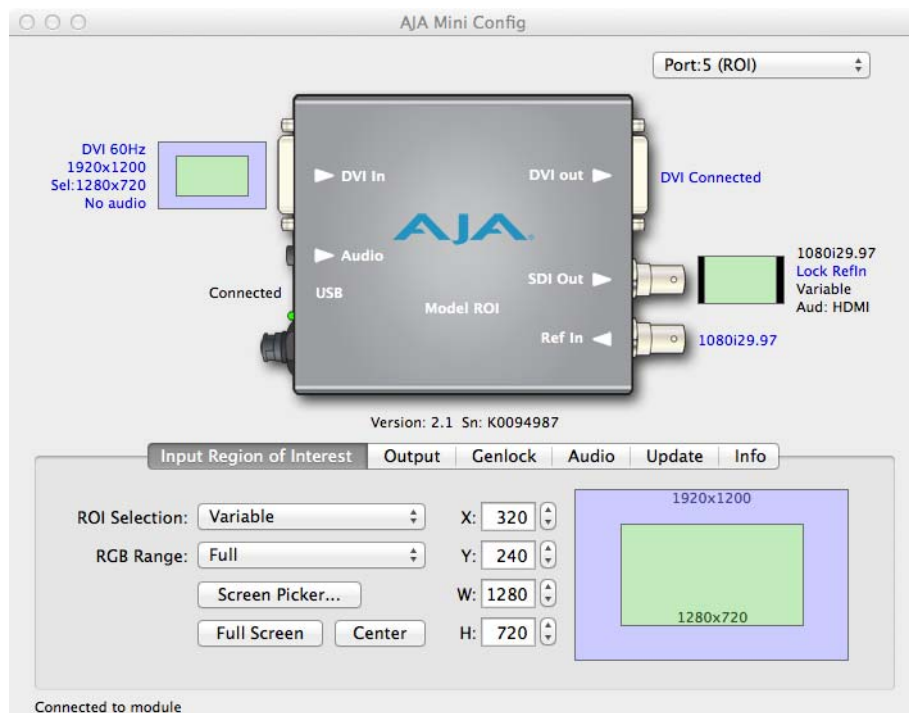 AJA Mini Config
Port:5 (ROI)
DVI 60Hz
1920x1200
Sel:1280x720
No audio
DVI In
DVI out
DVI Connected
AJA
Audio
Connected
USB
SDI Out
Model ROI
Ref In
1080i29.97
Lock RefIn
Variable
Aud: HDMI
1080i29.97
Version: 2.1 Sn: K0094987
Input Region of Interest Output Genlock Audio Update Info
ROI Selection: Variable X: 320
RGB Range: Full Y: 240
Screen Picker... W: 1280
Full Screen Center H: 720
1920x1200
1280x720
Connected to module